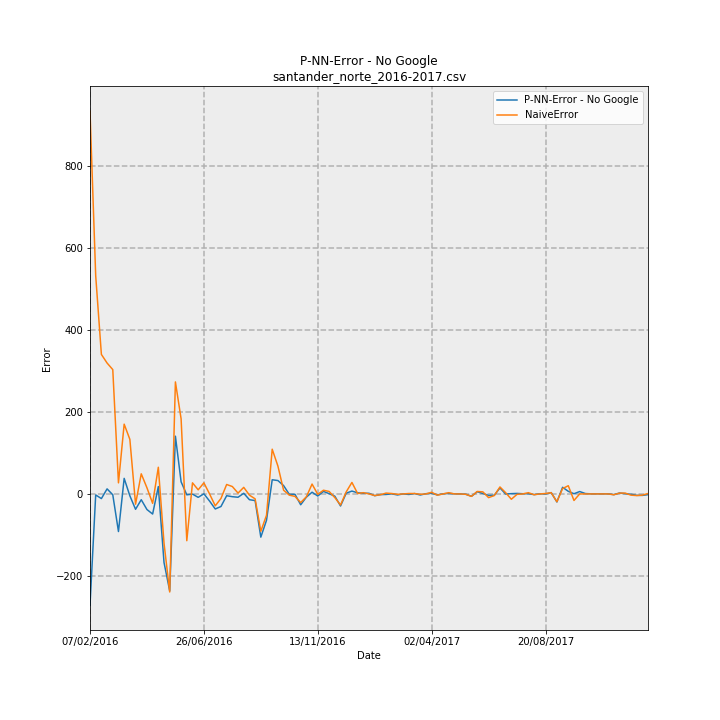 P-NN-Error - No Google
santander_norte_2016-2017.csv
P-NN-Error - No Google
NaiveError
800
600
400
200
0
−200
Error
07/02/2016 26/06/2016 13/11/2016 02/04/2017 20/08/2017
Date